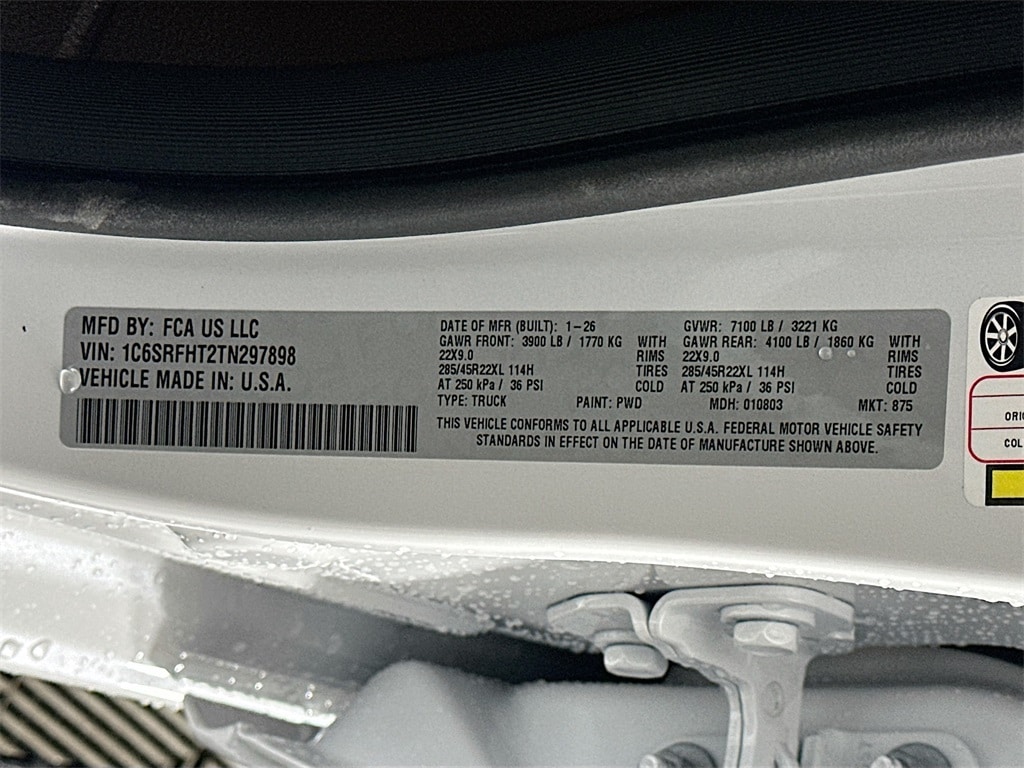 MFD BY: FCA US LLC
VIN: 1C6SRFHT2TN297898
VEHICLE MADE IN: U.S.A.
DATE OF MFR (BUILT): 1-26 GVWR: 7100 LB / 3221 KG
GAWR FRONT: 3900 LB / 1770 KG WITH GAWR REAR: 4100 LB / 1860 KG WITH
22X9.0 RIMS 22X9.0 RIMS
285/45R22XL 114H TIRES 285/45R22XL 114H TIRES
AT 250 kPa / 36 PSI COLD AT 250 kPa / 36 PSI COLD
TYPE: TRUCK PAINT: PWD MDH: 010803 MKT: 875
THIS VEHICLE CONFORMS TO ALL APPLICABLE U.S.A. FEDERAL MOTOR VEHICLE SAFETY
STANDARDS IN EFFECT ON THE DATE OF MANUFACTURE SHOWN ABOVE.
ORI
COL